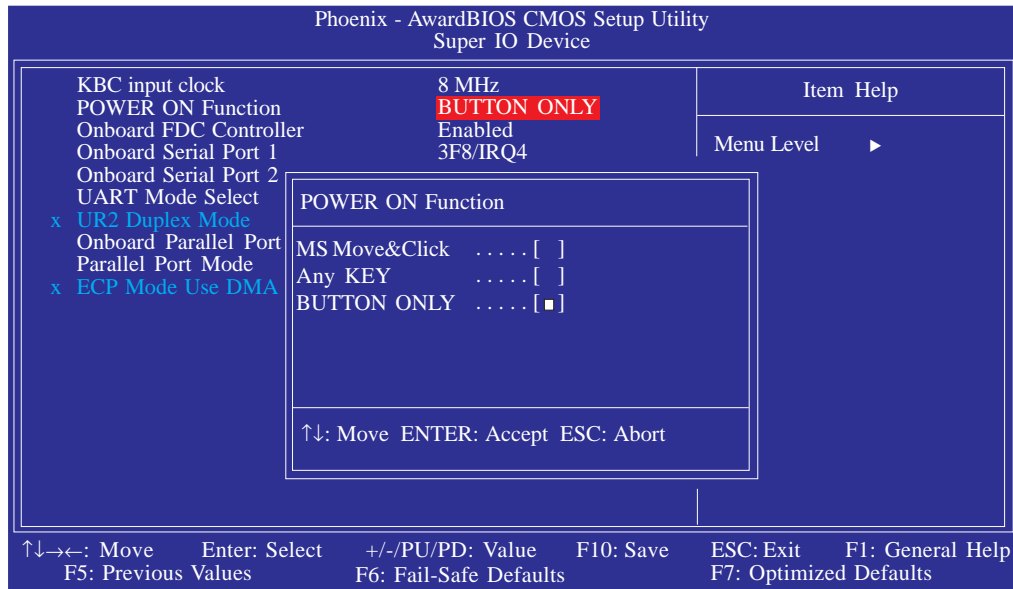 Phoenix - AwardBIOS CMOS Setup Utility
Super IO Device
KBC input clock 8 MHz
POWER ON Function BUTTON ONLY
Onboard FDC Controller Enabled
Onboard Serial Port 1 3F8/IRQ4
Onboard Serial Port 2
UART Mode Select
x UR2 Duplex Mode
Onboard Parallel Port
Parallel Port Mode
x ECP Mode Use DMA
Item Help
Menu Level ▶
POWER ON Function
MS Move&Click .....[ ]
Any KEY .....[ ]
BUTTON ONLY .....[■]
↑↓: Move ENTER: Accept ESC: Abort
↑↓→←: Move Enter: Select +/-/PU/PD: Value F10: Save ESC: Exit F1: General Help
F5: Previous Values F6: Fail-Safe Defaults F7: Optimized Defaults